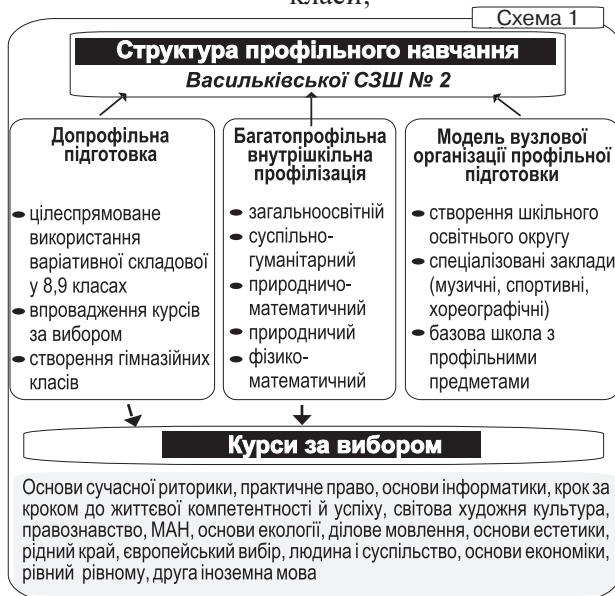 класи;
Схема 1
Структура профільного навчання
Васильківської СЗШ № 2
Допрофільна
підготовка
● цілеспрямоване
використання
варіативної складової
у 8,9 класах
● впровадження курсів
за вибором
● створення гімназійних
класів
Багатопрофільна
внутрішкільна
профілізація
● загальноосвітній
● суспільно-
гуманітарний
● природничо-
математичний
● природничий
● фізико-
математичний
Модель вузлової
організації профільної
підготовки
● створення шкільного
освітнього округу
● спеціалізовані заклади
(музичні, спортивні,
хореографічні)
● базова школа з
профільними
предметами
Курси за вибором
Основи сучасної риторики, практичне право, основи інформатики, крок за
кроком до життєвої компетентності й успіху, світова художня культура,
правознавство, МАН, основи екології, ділове мовлення, основи естетики,
рідний край, європейський вибір, людина і суспільство, основи економіки,
рівний рівному, друга іноземна мова